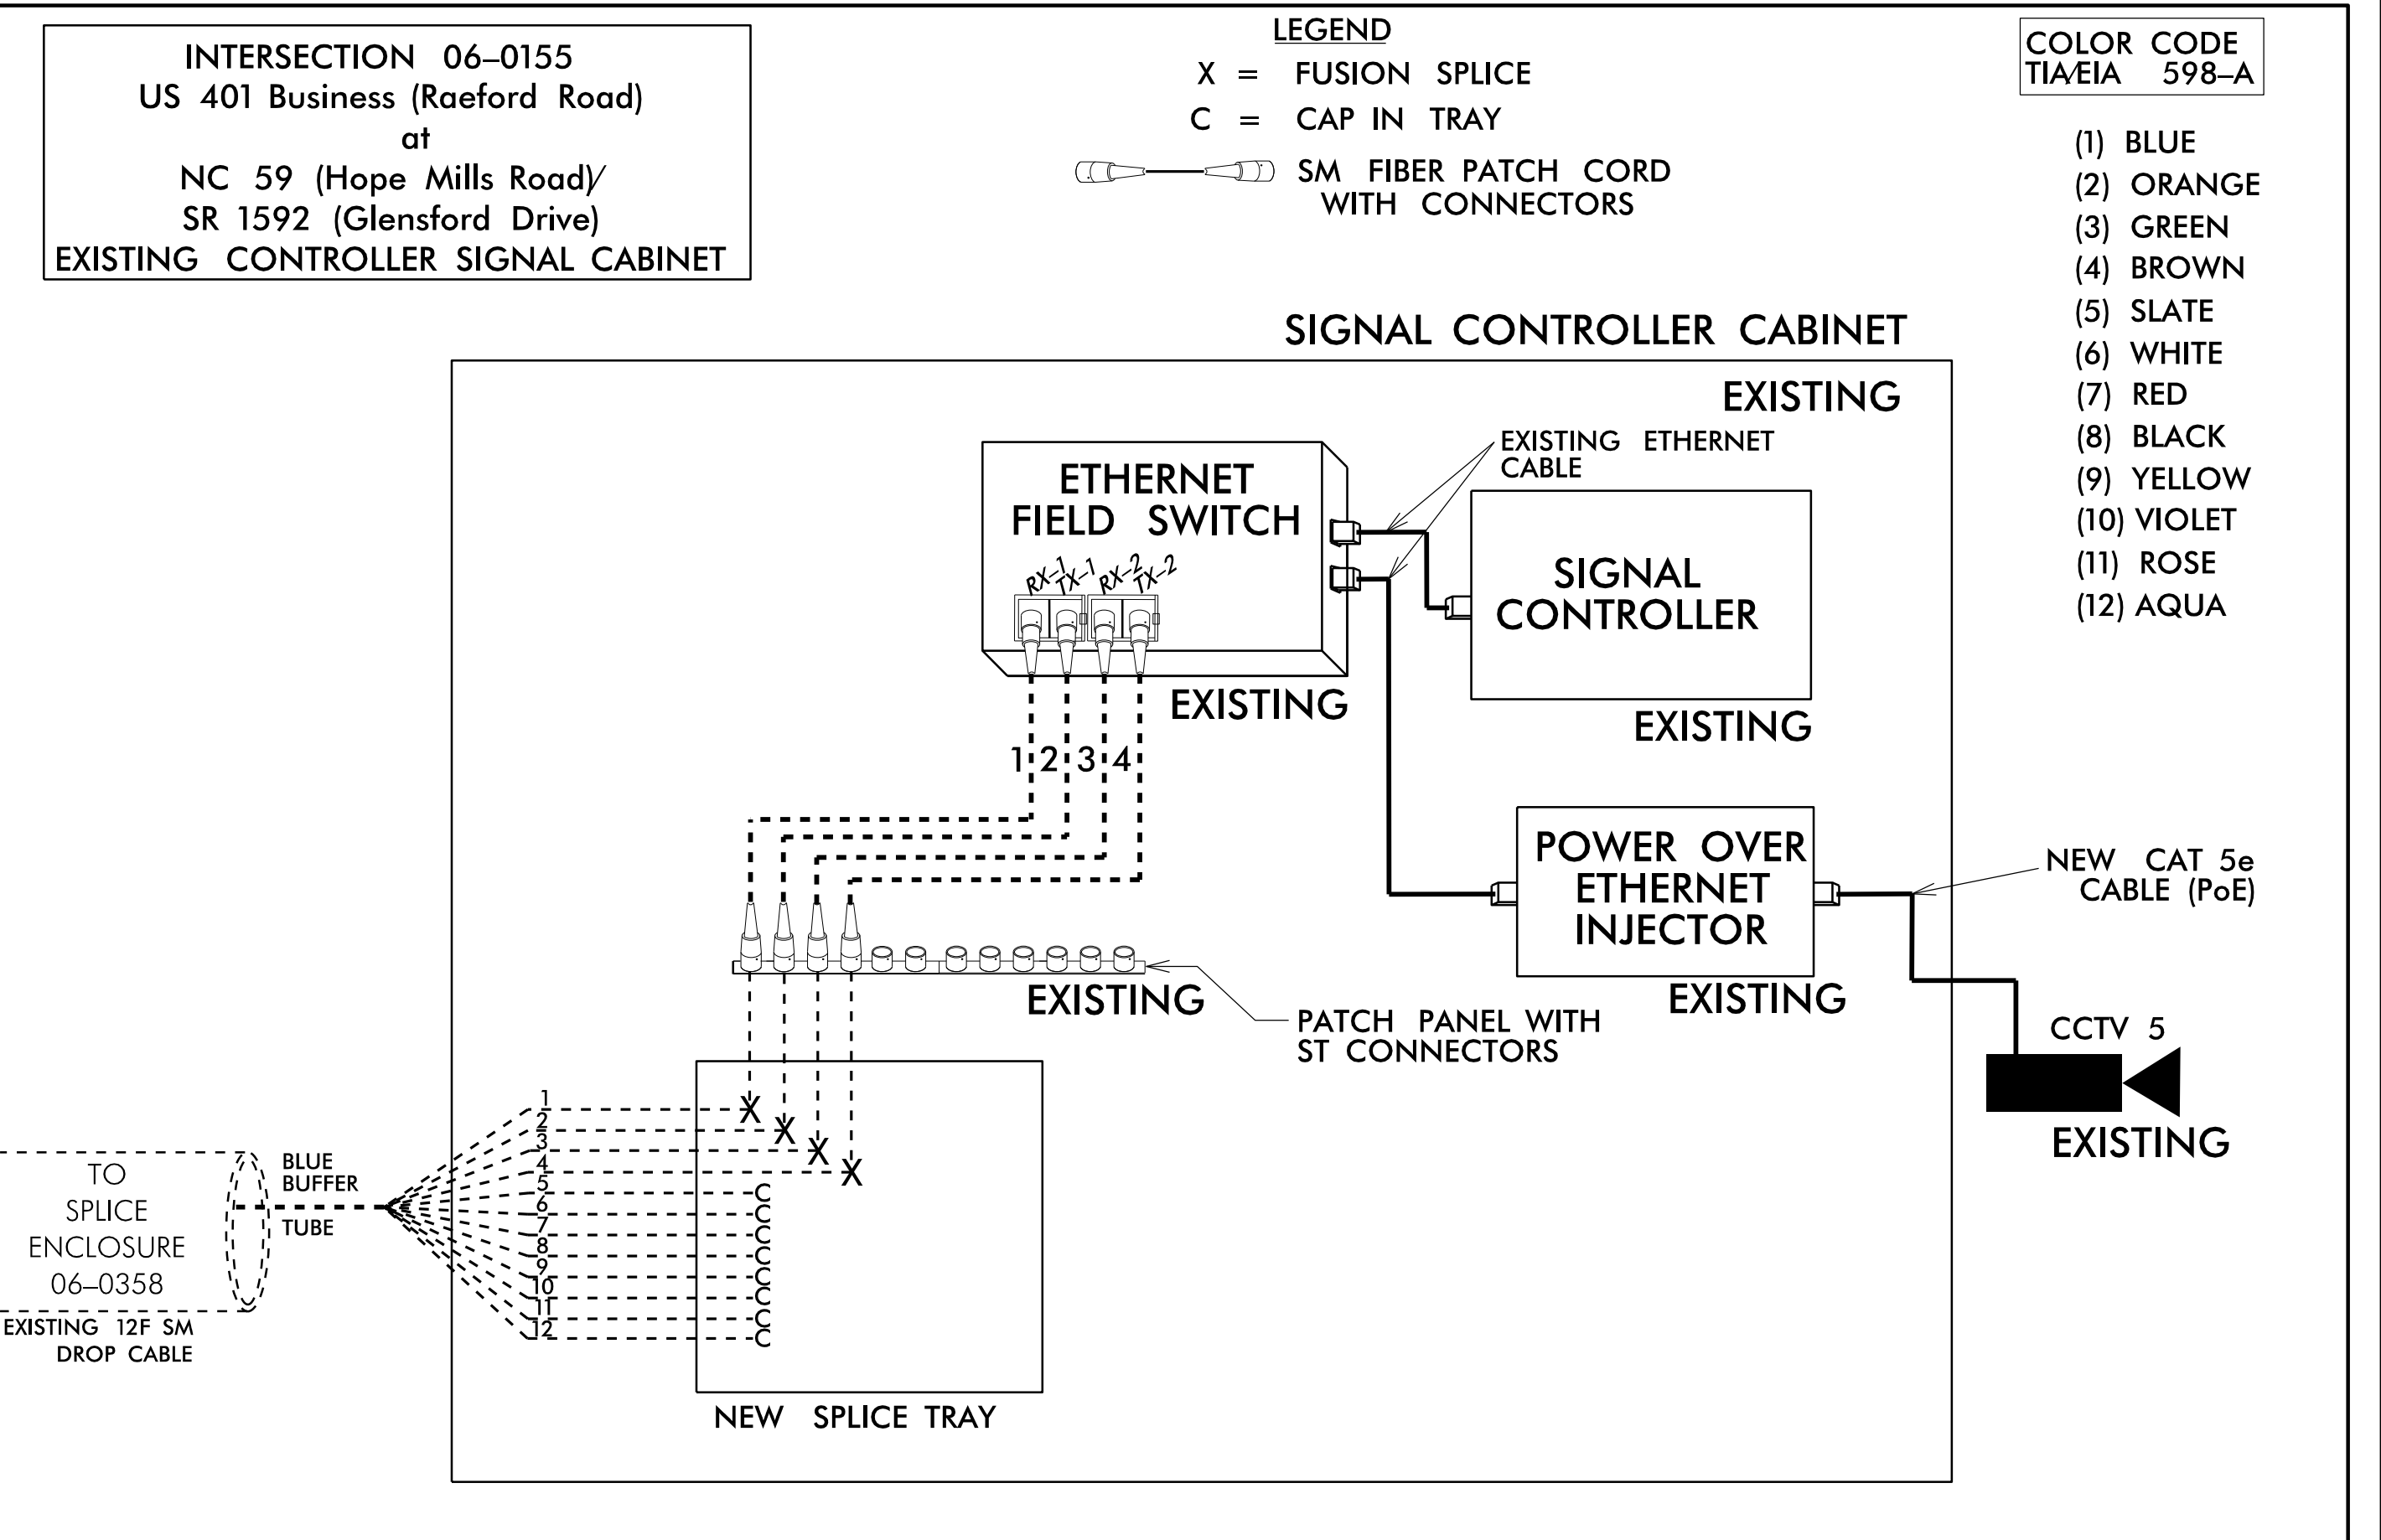 INTERSECTION 06–0155
US 401 Business (Raeford Road)
at
NC 59 (Hope Mills Road)/
SR 1592 (Glensford Drive)
EXISTING CONTROLLER SIGNAL CABINET
LEGEND
X = FUSION SPLICE
C = CAP IN TRAY
SM FIBER PATCH CORD
WITH CONNECTORS
COLOR CODE
TIA/EIA 598–A
(1) BLUE
(2) ORANGE
(3) GREEN
(4) BROWN
(5) SLATE
(6) WHITE
(7) RED
(8) BLACK
(9) YELLOW
(10) VIOLET
(11) ROSE
(12) AQUA
SIGNAL CONTROLLER CABINET
EXISTING
EXISTING ETHERNET
CABLE
ETHERNET
FIELD SWITCH
RX–1
TX–1
RX–2
TX–2
EXISTING
SIGNAL
CONTROLLER
EXISTING
1 2 3 4
POWER OVER
ETHERNET
INJECTOR
EXISTING
NEW CAT 5e
CABLE (PoE)
CCTV 5
EXISTING
EXISTING
PATCH PANEL WITH
ST CONNECTORS
1
2
3
4
5
6
7
8
9
10
11
12
X
X
X
X
C
C
C
C
C
C
C
C
NEW SPLICE TRAY
BLUE
BUFFER
TUBE
TO
SPLICE
ENCLOSURE
06–0358
EXISTING 12F SM
DROP CABLE